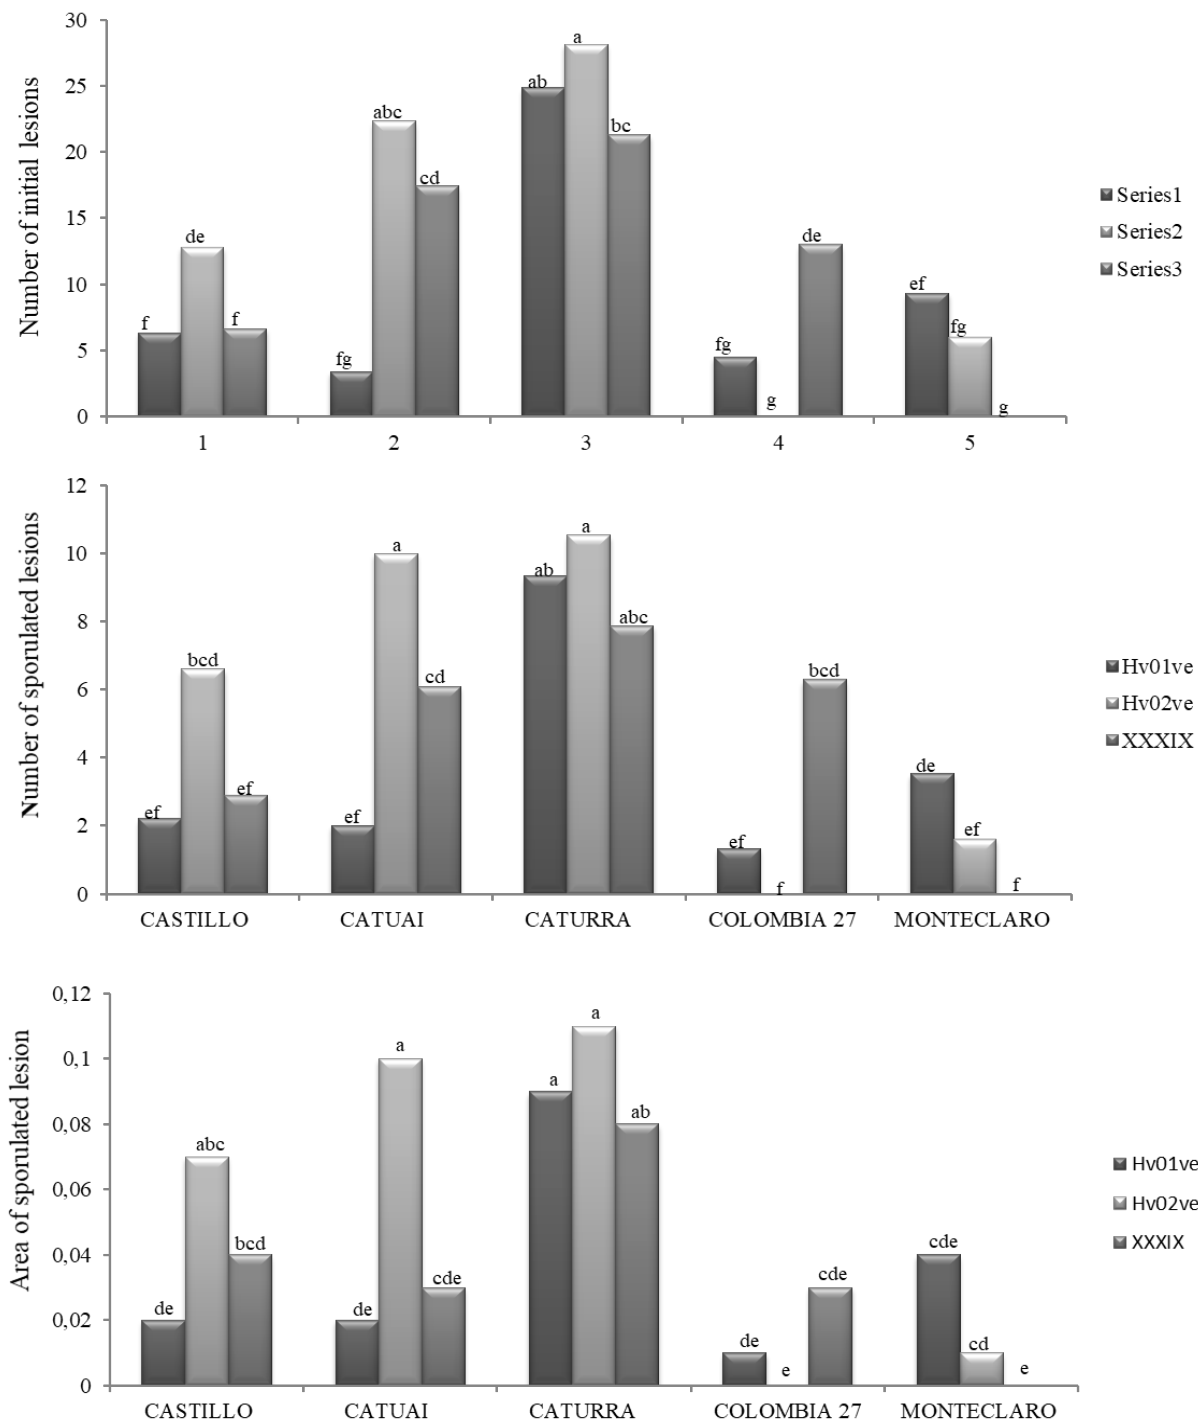 Number of initial lesions
30
25
20
15
10
5
0
f de f
fg abc cd
ab a bc
fg g de
ef fg g
1 2 3 4 5
Series1
Series2
Series3
Number of sporulated lesions
12
10
8
6
4
2
0
ef bcd ef
ef a cd
ab a abc
ef f bcd
de ef f
CASTILLO CATUAI CATURRA COLOMBIA 27 MONTECLARO
Hv01ve
Hv02ve
XXXIX
Area of sporulated lesion
0,12
0,1
0,08
0,06
0,04
0,02
0
de abc bcd
de a cde
a a ab
de e cde
cde cd e
CASTILLO CATUAI CATURRA COLOMBIA 27 MONTECLARO
Hv01ve
Hv02ve
XXXIX